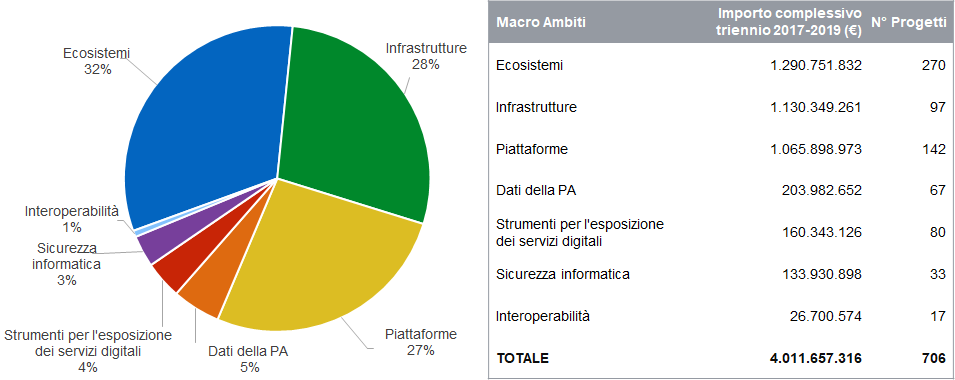 Ecosistemi
32%
Infrastrutture
28%
Interoperabilità
1%
Sicurezza
informatica
3%
Strumenti per l'esposizione
dei servizi digitali
4%
Dati della PA
5%
Piattaforme
27%
Macro Ambiti Importo complessivo triennio 2017-2019 (€) N° Progetti
Ecosistemi 1.290.751.832 270
Infrastrutture 1.130.349.261 97
Piattaforme 1.065.898.973 142
Dati della PA 203.982.652 67
Strumenti per l'esposizione
dei servizi digitali 160.343.126 80
Sicurezza informatica 133.930.898 33
Interoperabilità 26.700.574 17
TOTALE 4.011.657.316 706